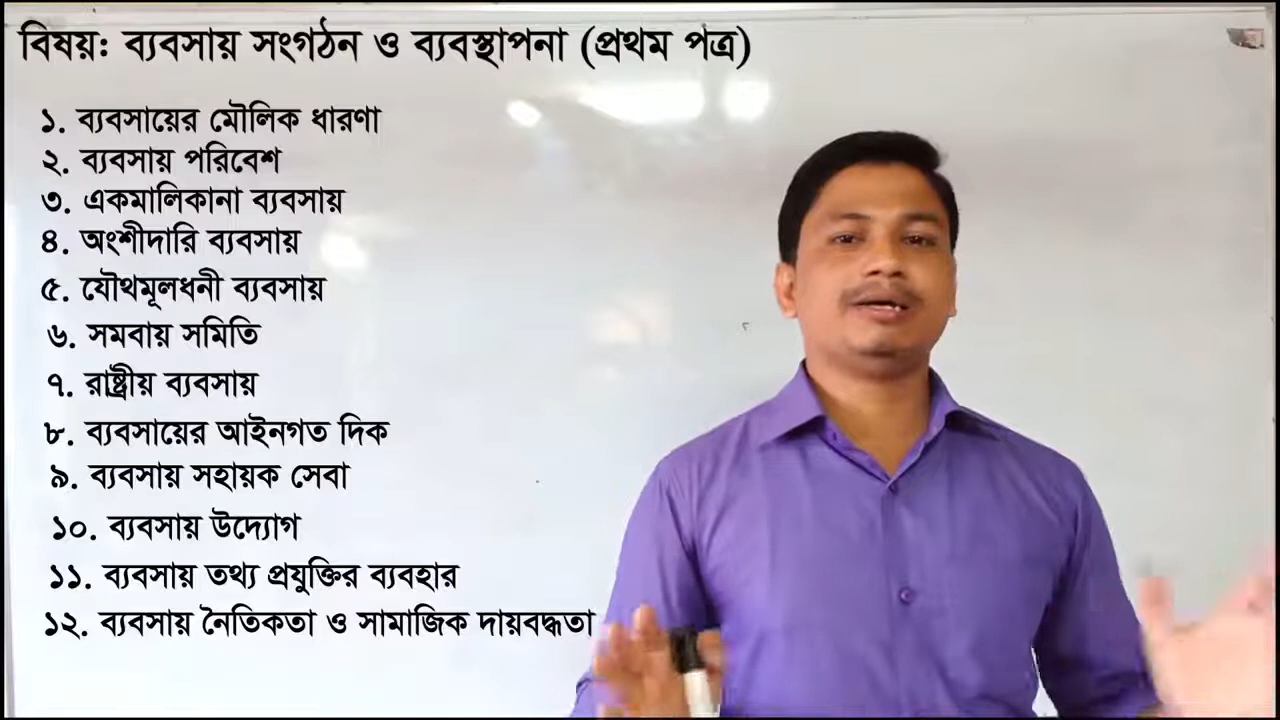 বিষয়: ব্যবসায় সংগঠন ও ব্যবস্থাপনা (প্রথম পত্র)
১. ব্যবসায়ের মৌলিক ধারণা
২. ব্যবসায় পরিবেশ
৩. একমালিকানা ব্যবসায়
৪. অংশীদারি ব্যবসায়
৫. যৌথমূলধনী ব্যবসায়
৬. সমবায় সমিতি
৭. রাষ্ট্রীয় ব্যবসায়
৮. ব্যবসায়ের আইনগত দিক
৯. ব্যবসায় সহায়ক সেবা
১০. ব্যবসায় উদ্যোগ
১১. ব্যবসায় তথ্য প্রযুক্তির ব্যবহার
১২. ব্যবসায় নৈতিকতা ও সামাজিক দায়বদ্ধতা